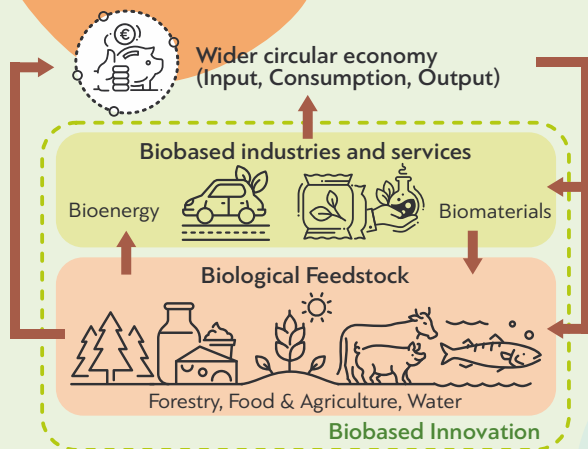 €
Wider circular economy
(Input, Consumption, Output)
Biobased industries and services
Bioenergy
Biomaterials
Biological Feedstock
Forestry, Food & Agriculture, Water
Biobased Innovation